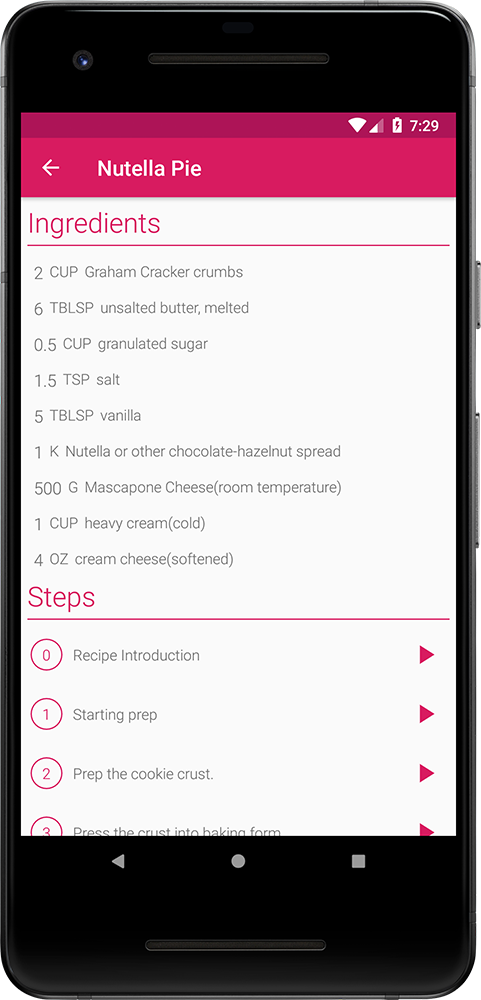 7:29
Nutella Pie
Ingredients
2 CUP Graham Cracker crumbs
6 TBLSP unsalted butter, melted
0.5 CUP granulated sugar
1.5 TSP salt
5 TBLSP vanilla
1 K Nutella or other chocolate-hazelnut spread
500 G Mascapone Cheese(room temperature)
1 CUP heavy cream(cold)
4 OZ cream cheese(softened)
Steps
0 Recipe Introduction
1 Starting prep
2 Prep the cookie crust.
3 Press the crust into baking form